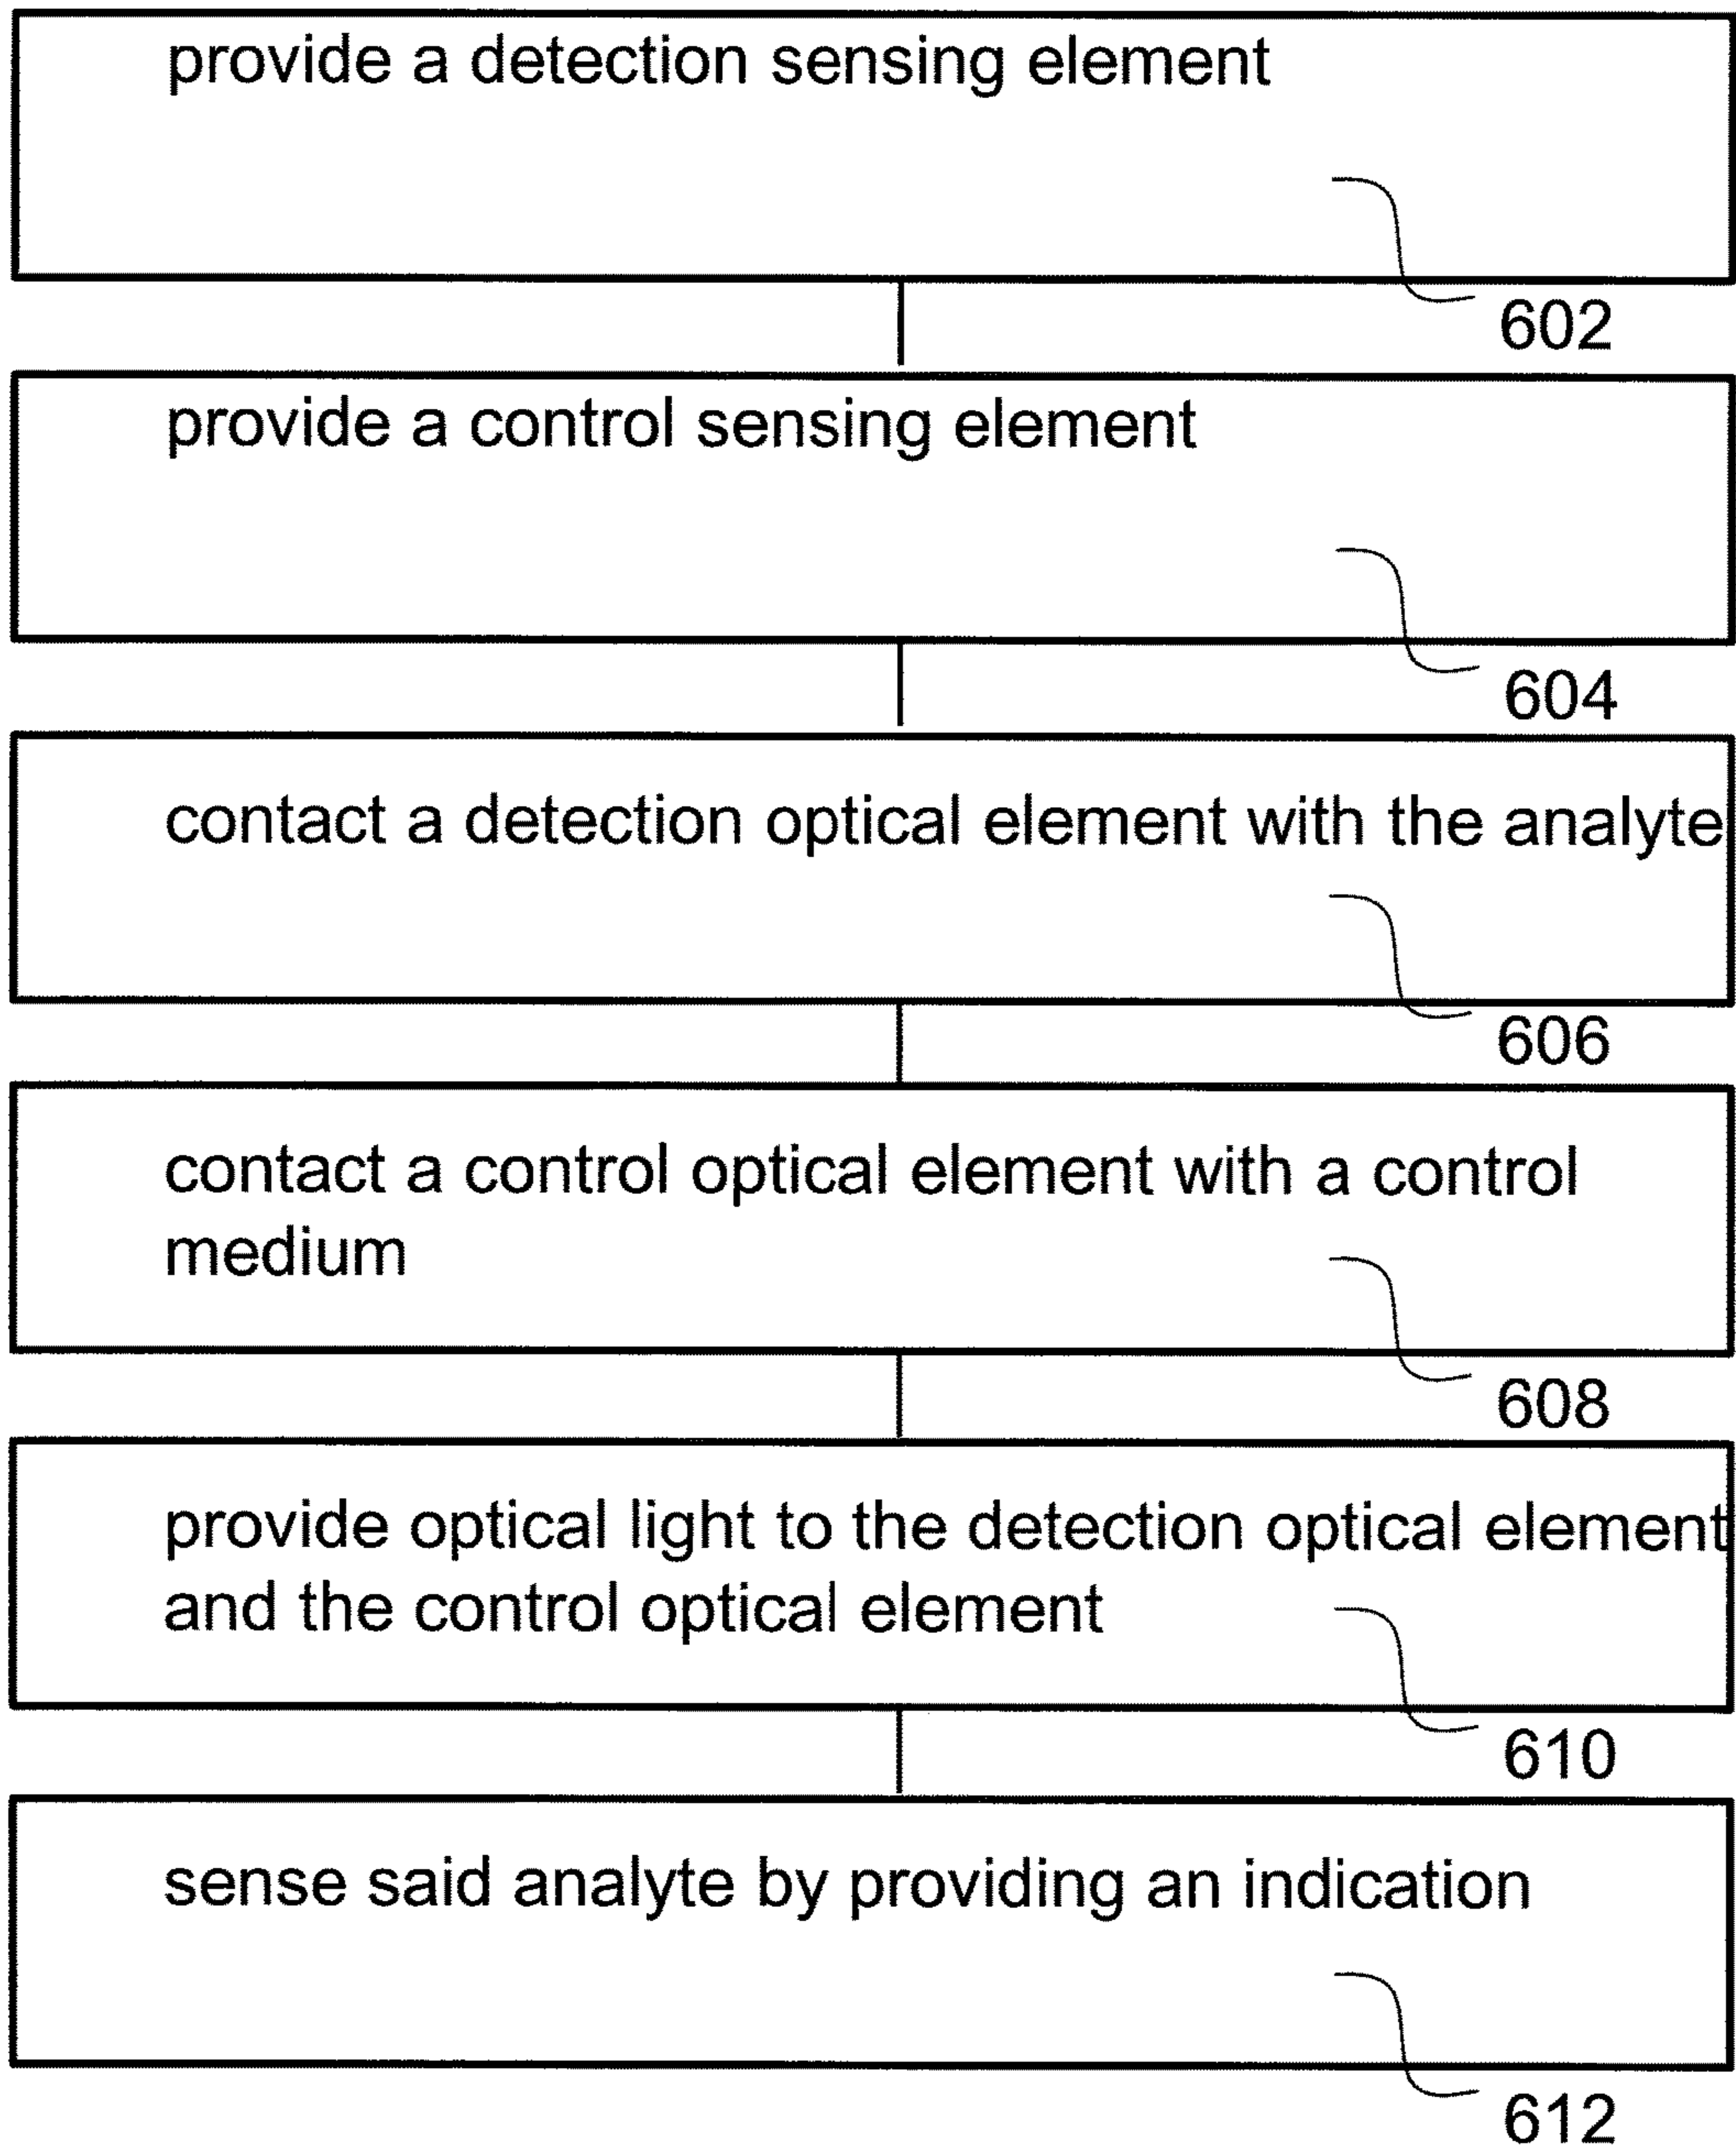 provide a detection sensing element
602
provide a control sensing element
604
contact a detection optical element with the analyte
606
contact a control optical element with a control
medium
608
provide optical light to the detection optical element
and the control optical element
610
sense said analyte by providing an indication
612